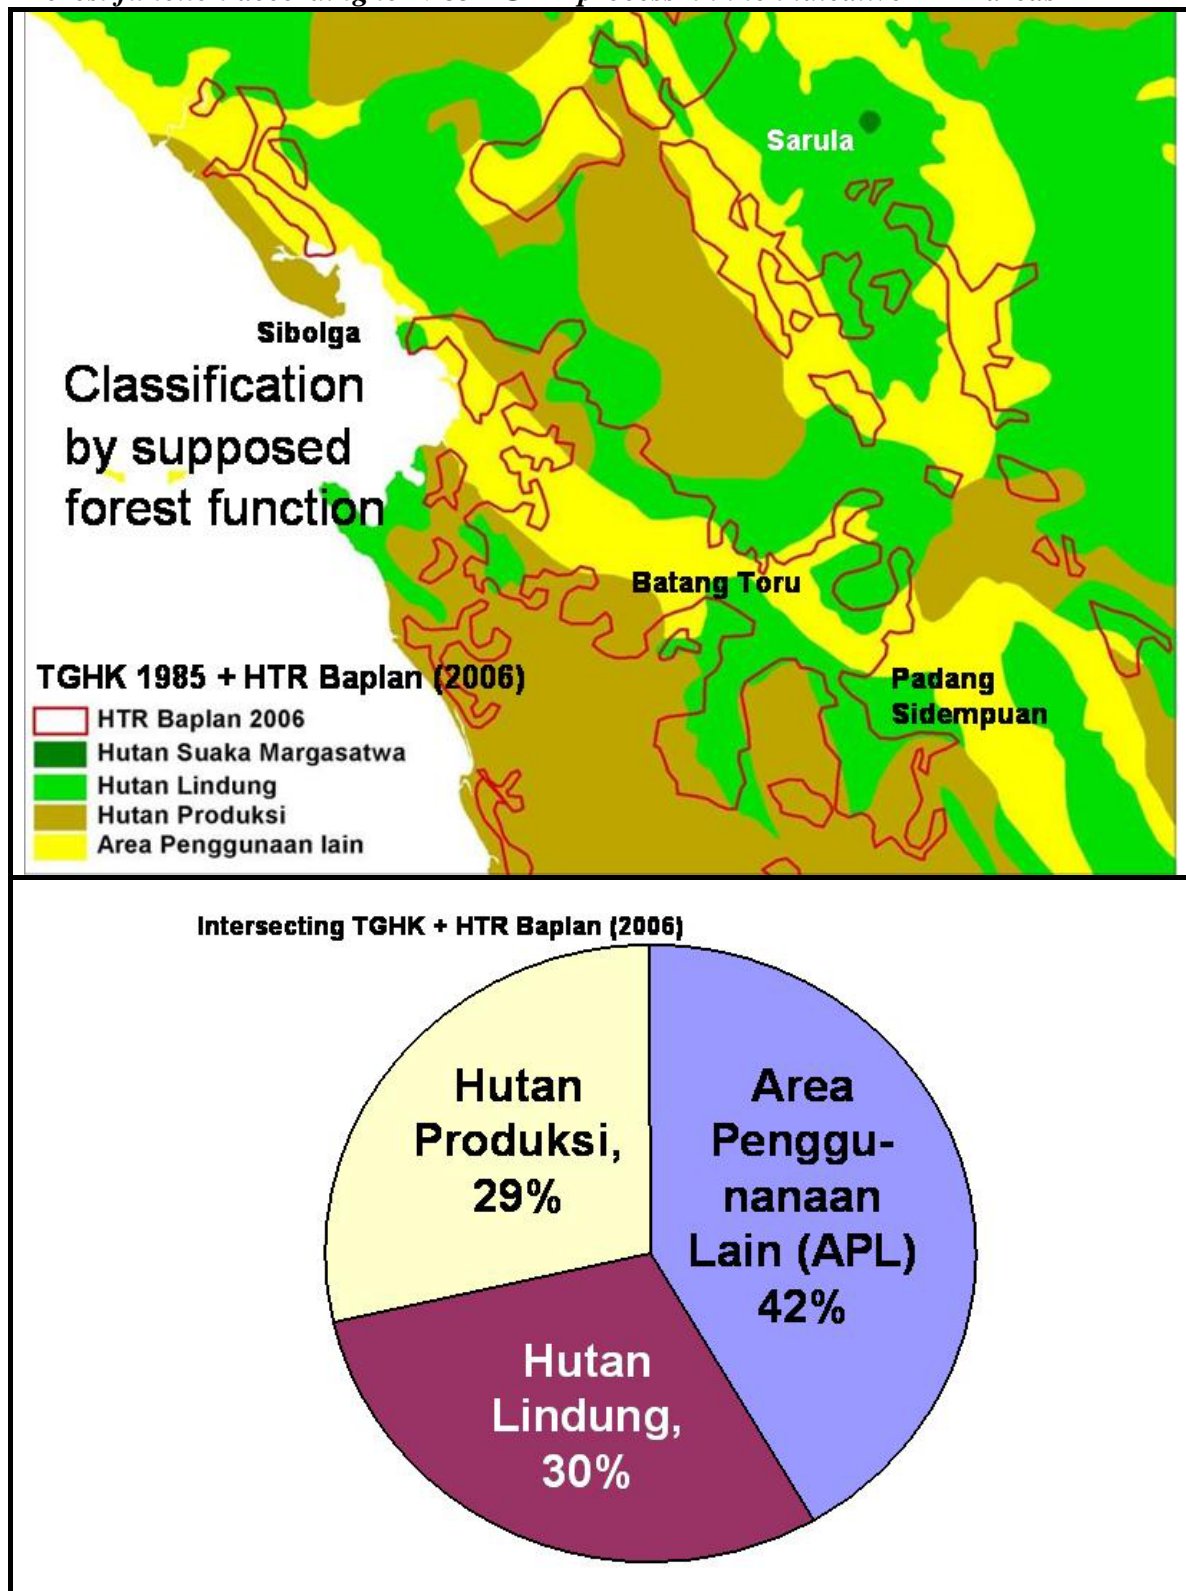 Sarula
Sibolga
Classification
by supposed
forest function
Batang Toru
Padang
Sidempuan
TGHK 1985 + HTR Baplan (2006)
HTR Baplan 2006
Hutan Suaka Margasatwa
Hutan Lindung
Hutan Produksi
Area Penggunaan lain
Intersecting TGHK + HTR Baplan (2006)
Hutan
Produksi,
29%
Area
Penggu-
nanaan
Lain (APL)
42%
Hutan
Lindung,
30%